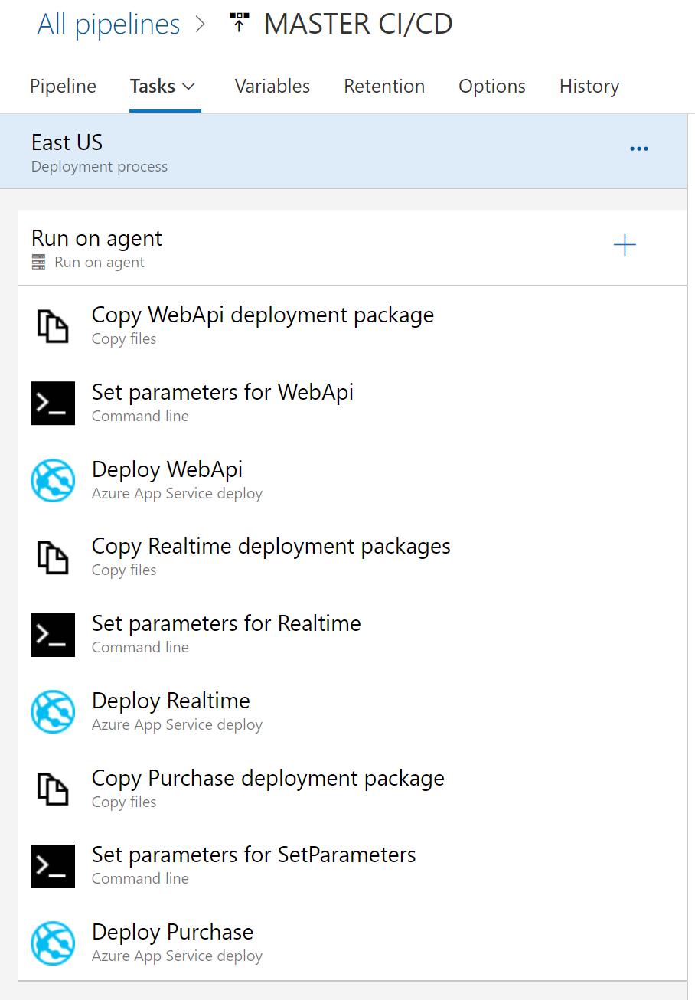 All pipelines > MASTER CI/CD
Pipeline Tasks Variables Retention Options History
East US
Deployment process
Run on agent
Run on agent
Copy WebApi deployment package
Copy files
Set parameters for WebApi
Command line
Deploy WebApi
Azure App Service deploy
Copy Realtime deployment packages
Copy files
Set parameters for Realtime
Command line
Deploy Realtime
Azure App Service deploy
Copy Purchase deployment package
Copy files
Set parameters for SetParameters
Command line
Deploy Purchase
Azure App Service deploy